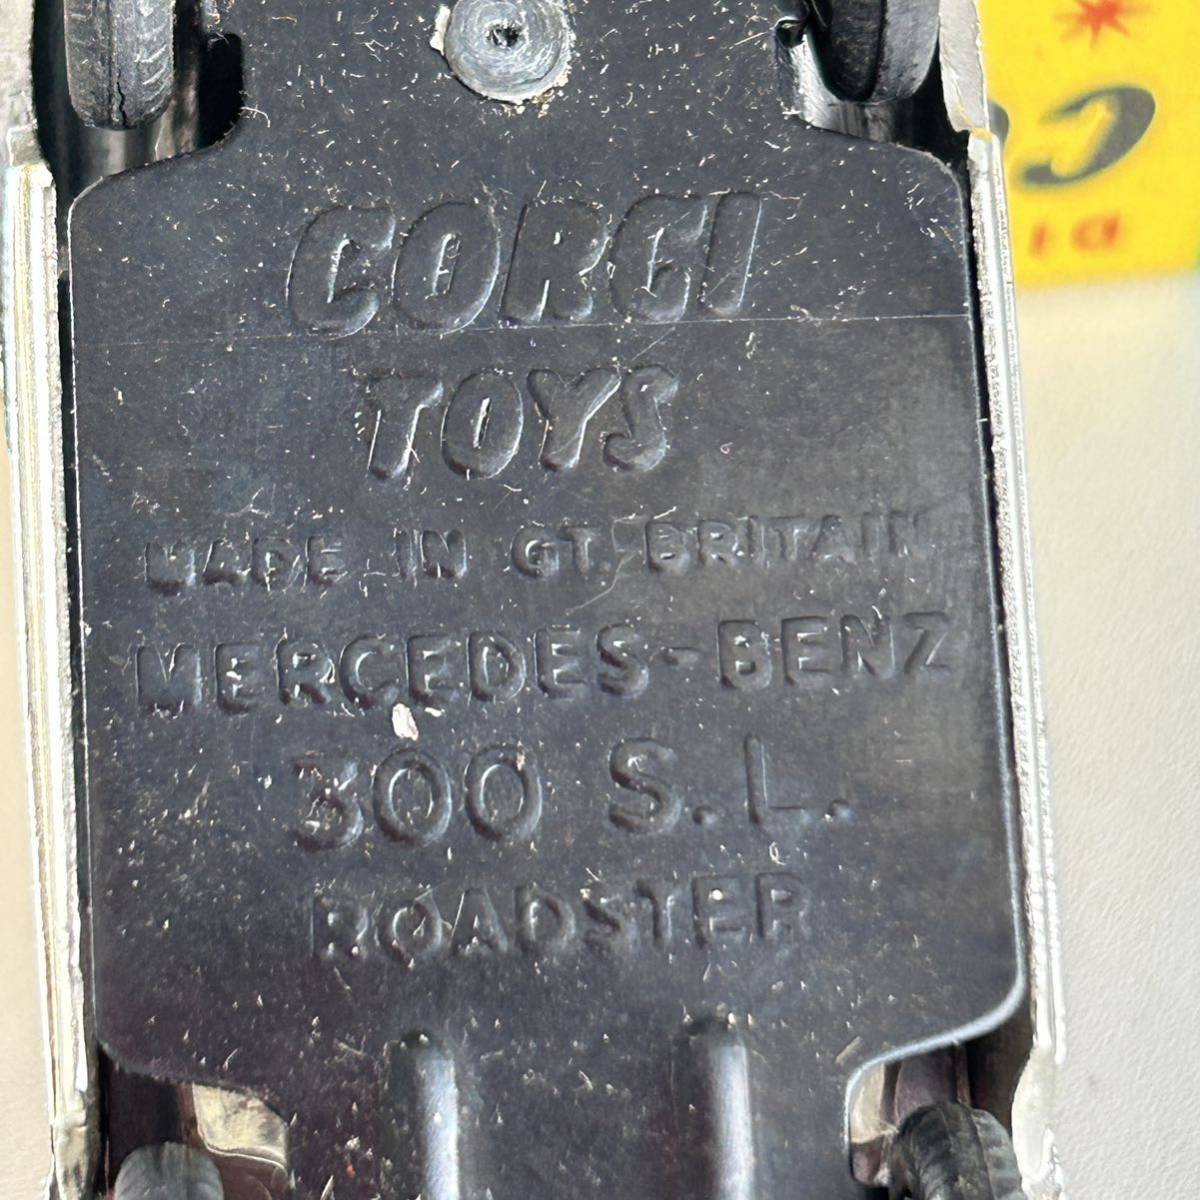 CORGI
TOYS
MADE IN GT. BRITAIN
MERCEDES-BENZ
300 S.L.
ROADSTER